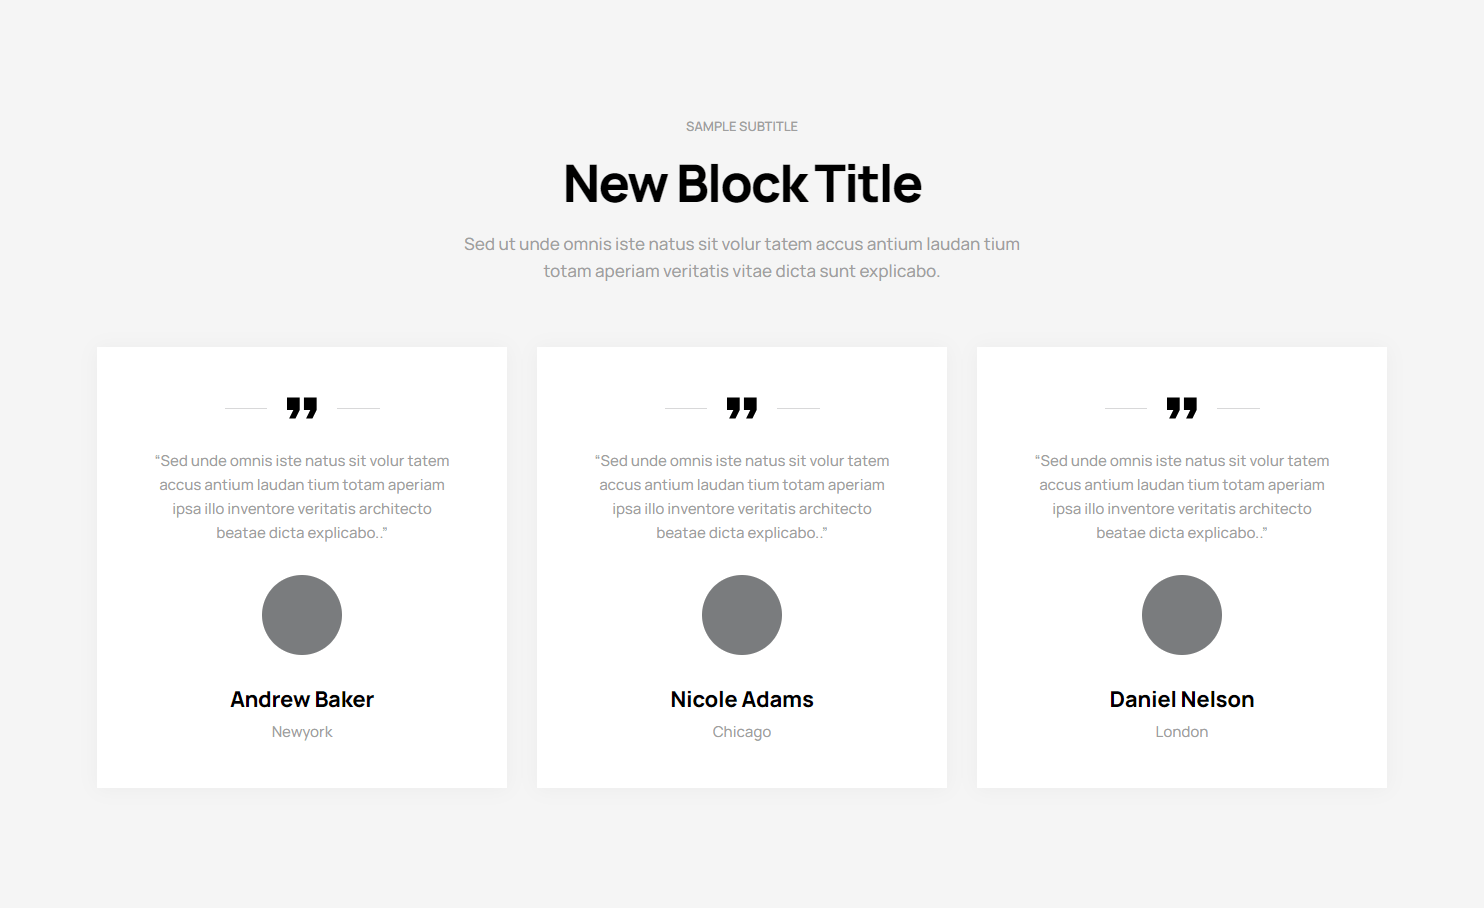 SAMPLE SUBTITLE
New Block Title
Sed ut unde omnis iste natus sit volur tatem accus antium laudan tium
totam aperiam veritatis vitae dicta sunt explicabo.
“Sed unde omnis iste natus sit volur tatem
accus antium laudan tium totam aperiam
ipsa illo inventore veritatis architecto
beatae dicta explicabo..”
Andrew Baker
Newyork
“Sed unde omnis iste natus sit volur tatem
accus antium laudan tium totam aperiam
ipsa illo inventore veritatis architecto
beatae dicta explicabo..”
Nicole Adams
Chicago
“Sed unde omnis iste natus sit volur tatem
accus antium laudan tium totam aperiam
ipsa illo inventore veritatis architecto
beatae dicta explicabo..”
Daniel Nelson
London